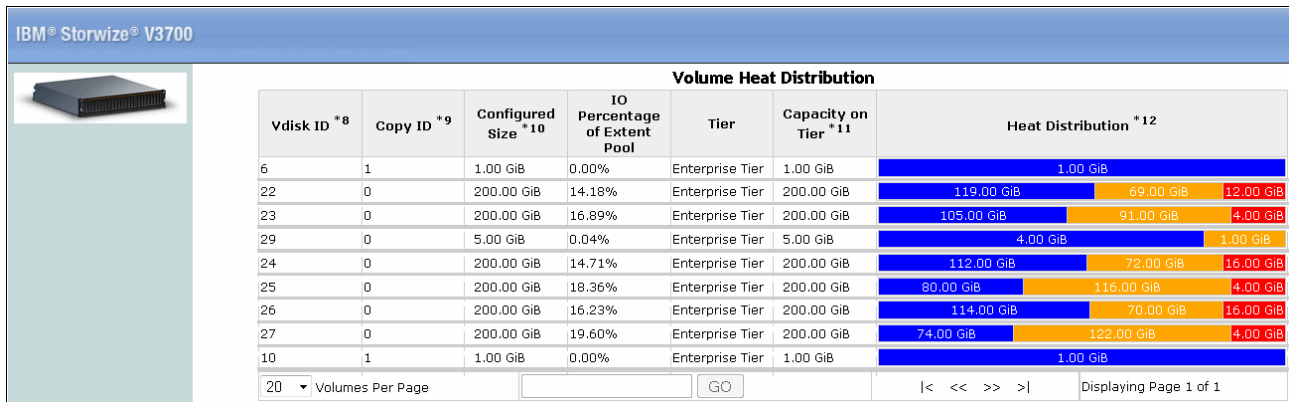 IBM® Storwize® V3700
Volume Heat Distribution
Vdisk ID *8 Copy ID *9 Configured Size *10 IO Percentage of Extent Pool Tier Capacity on Tier *11 Heat Distribution *12
6 1 1.00 GiB 0.00% Enterprise Tier 1.00 GiB 1.00 GiB
22 0 200.00 GiB 14.18% Enterprise Tier 200.00 GiB 119.00 GiB 69.00 GiB 12.00 GiB
23 0 200.00 GiB 16.89% Enterprise Tier 200.00 GiB 105.00 GiB 91.00 GiB 4.00 GiB
29 0 5.00 GiB 0.04% Enterprise Tier 5.00 GiB 4.00 GiB 1.00 GiB
24 0 200.00 GiB 14.71% Enterprise Tier 200.00 GiB 112.00 GiB 72.00 GiB 16.00 GiB
25 0 200.00 GiB 18.36% Enterprise Tier 200.00 GiB 80.00 GiB 116.00 GiB 4.00 GiB
26 0 200.00 GiB 16.23% Enterprise Tier 200.00 GiB 114.00 GiB 70.00 GiB 16.00 GiB
27 0 200.00 GiB 19.60% Enterprise Tier 200.00 GiB 74.00 GiB 122.00 GiB 4.00 GiB
10 1 1.00 GiB 0.00% Enterprise Tier 1.00 GiB 1.00 GiB
20 Volumes Per Page GO |< << >> >| Displaying Page 1 of 1